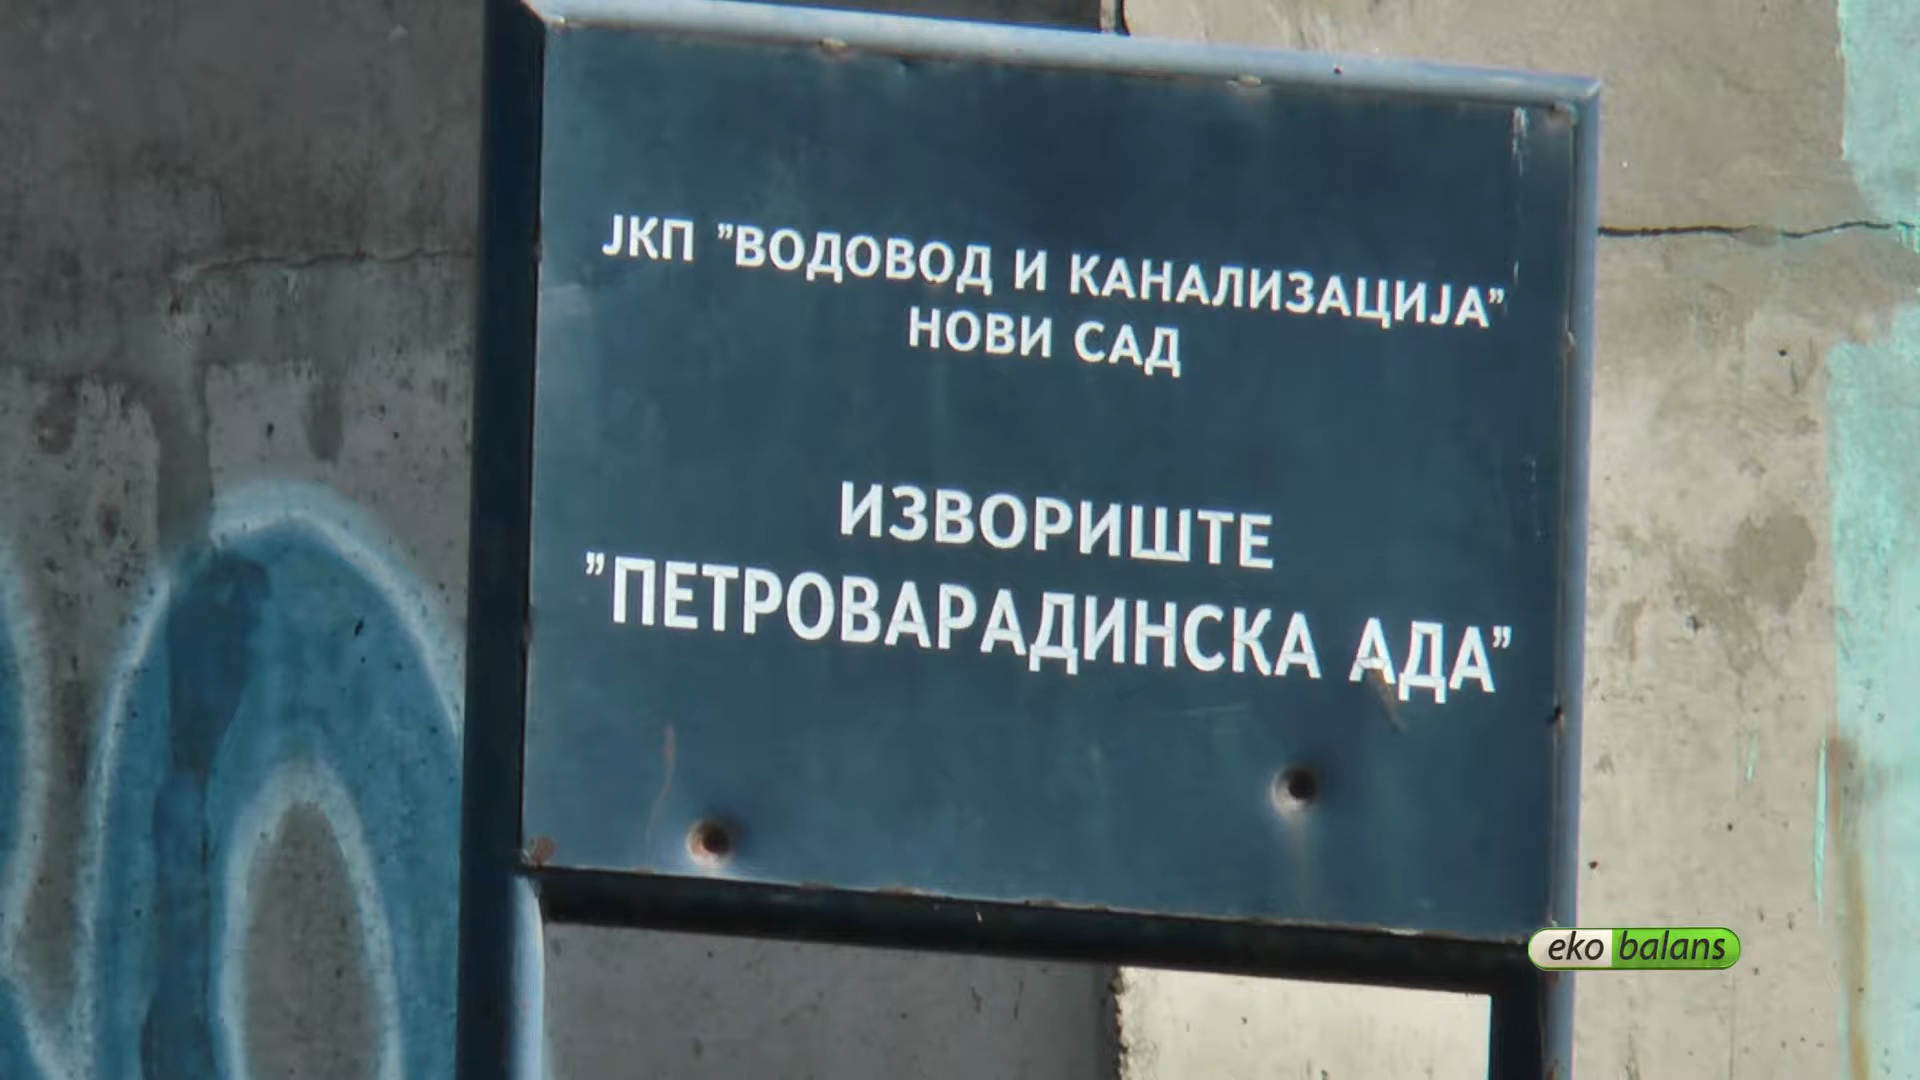 ЈКП "ВОДОВОД И КАНАЛИЗАЦИЈА"
НОВИ САД
ИЗВОРИШТЕ
"ПЕТРОВАРАДИНСКА АДА"
eko balans